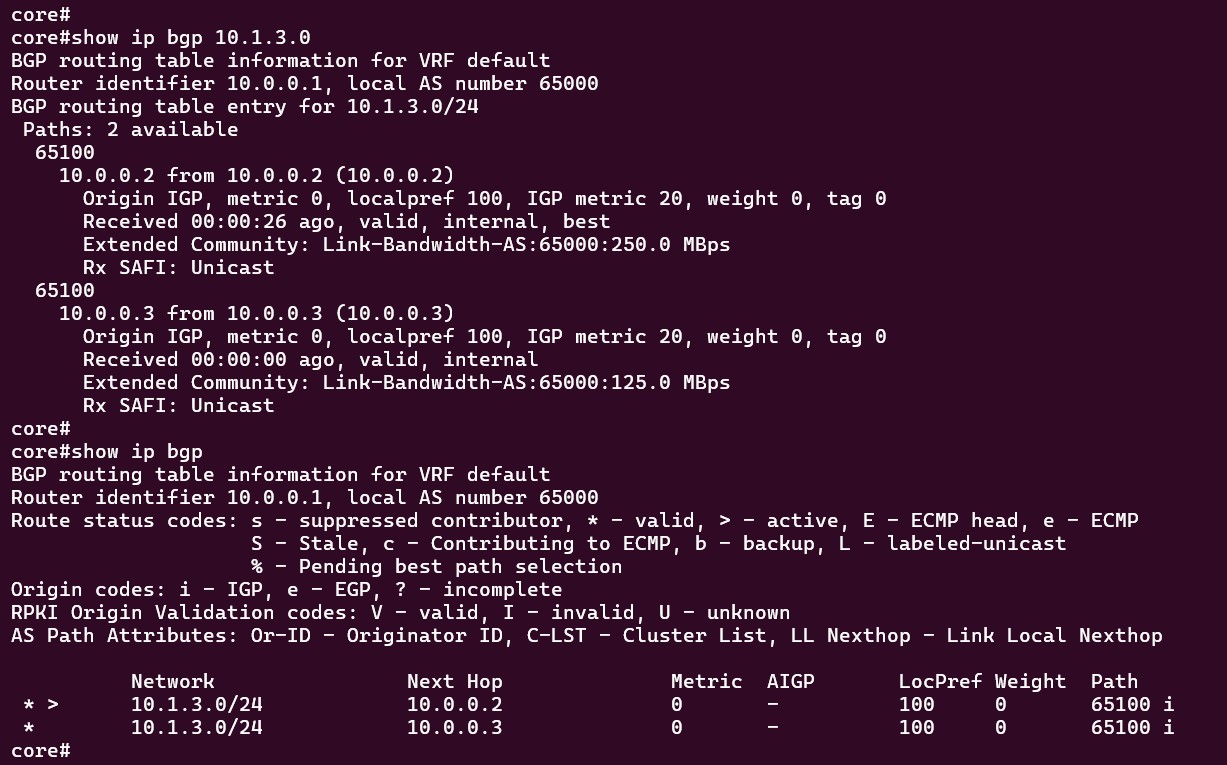 core#
core#show ip bgp 10.1.3.0
BGP routing table information for VRF default
Router identifier 10.0.0.1, local AS number 65000
BGP routing table entry for 10.1.3.0/24
 Paths: 2 available
  65100
    10.0.0.2 from 10.0.0.2 (10.0.0.2)
      Origin IGP, metric 0, localpref 100, IGP metric 20, weight 0, tag 0
      Received 00:00:26 ago, valid, internal, best
      Extended Community: Link-Bandwidth-AS:65000:250.0 MBps
      Rx SAFI: Unicast
  65100
    10.0.0.3 from 10.0.0.3 (10.0.0.3)
      Origin IGP, metric 0, localpref 100, IGP metric 20, weight 0, tag 0
      Received 00:00:00 ago, valid, internal
      Extended Community: Link-Bandwidth-AS:65000:125.0 MBps
      Rx SAFI: Unicast
core#
core#show ip bgp
BGP routing table information for VRF default
Router identifier 10.0.0.1, local AS number 65000
Route status codes: s - suppressed contributor, * - valid, > - active, E - ECMP head, e - ECMP
                    S - Stale, c - Contributing to ECMP, b - backup, L - labeled-unicast
                    % - Pending best path selection
Origin codes: i - IGP, e - EGP, ? - incomplete
RPKI Origin Validation codes: V - valid, I - invalid, U - unknown
AS Path Attributes: Or-ID - Originator ID, C-LST - Cluster List, LL Nexthop - Link Local Nexthop

          Network                Next Hop              Metric  AIGP       LocPref Weight  Path
 * >      10.1.3.0/24            10.0.0.2              0       -          100     0       65100 i
 *        10.1.3.0/24            10.0.0.3              0       -          100     0       65100 i
core#